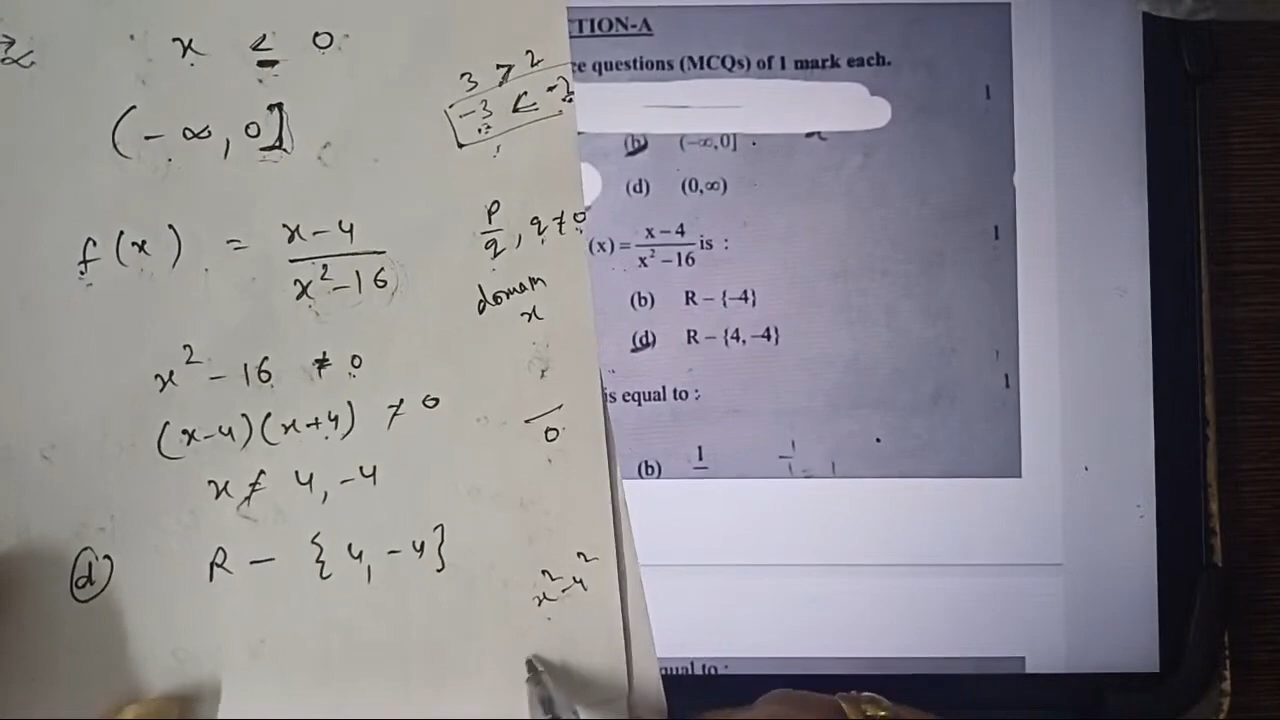 x ≤ 0
(-∞, 0]
3 > 2
-3 < -2
f(x) = x-4 / x²-16
p/q, q ≠ 0
domain
x
x² - 16 ≠ 0
(x-4)(x+4) ≠ 0
x ≠ 4, -4
0
(d) R - {4, -4}
x²-4²
TION-A
questions (MCQs) of 1 mark each.
1
(b) (-∞,0]
(d) (0,∞)
(x) = x-4 / x²-16 is :
1
(b) R – {-4}
(d) R – {4, -4}
is equal to :
1
(b) 1